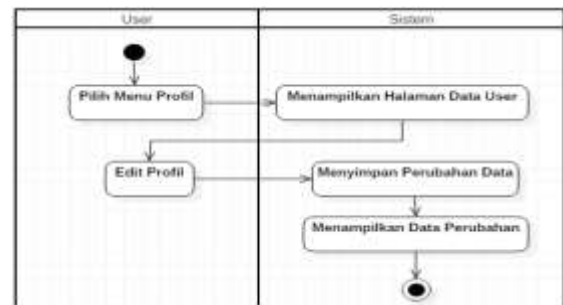 User
Sistem
Pilih Menu Profil
Menampilkan Halaman Data User
Edit Profil
Menyimpan Perubahan Data
Menampilkan Data Perubahan